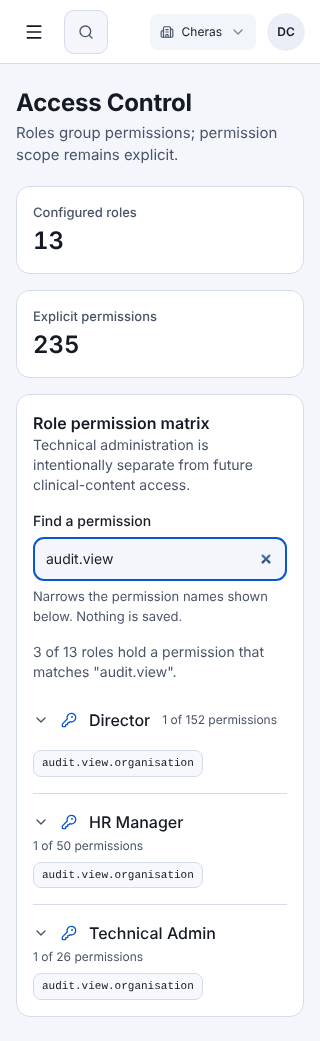 Cheras
DC
Access Control
Roles group permissions; permission
scope remains explicit.
Configured roles
13
Explicit permissions
235
Role permission matrix
Technical administration is
intentionally separate from future
clinical-content access.
Find a permission
audit.view
Narrows the permission names shown
below. Nothing is saved.
3 of 13 roles hold a permission that
matches "audit.view".
Director 1 of 152 permissions
audit.view.organisation
HR Manager
1 of 50 permissions
audit.view.organisation
Technical Admin
1 of 26 permissions
audit.view.organisation